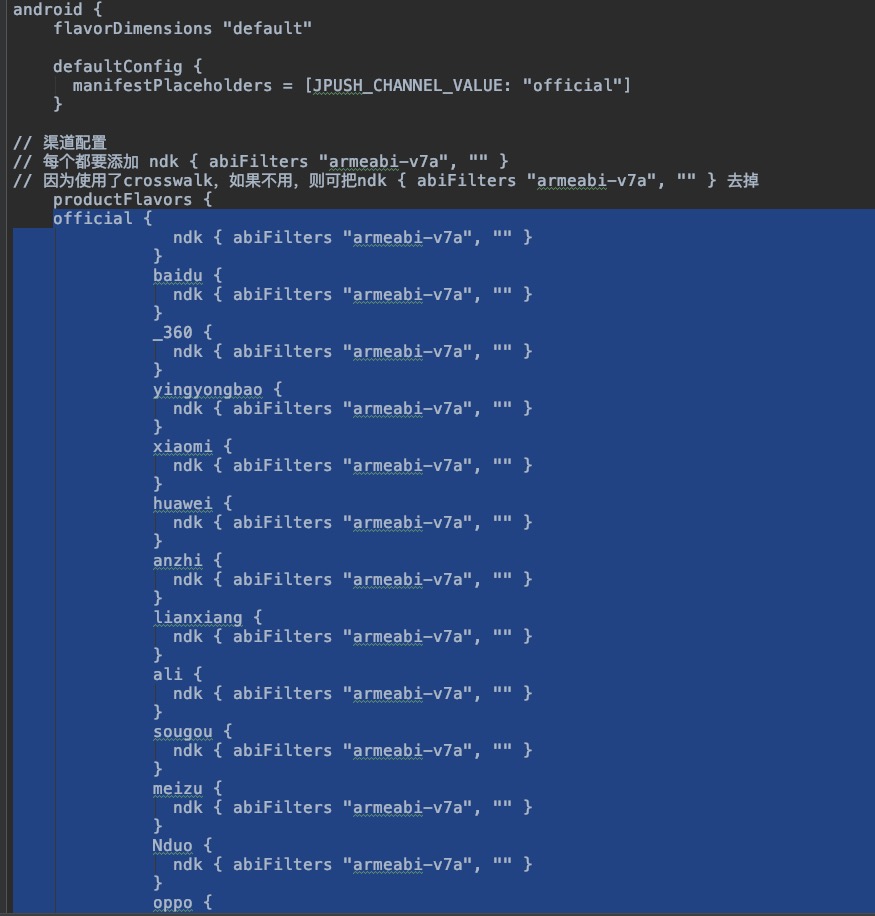 android {
    flavorDimensions "default"

    defaultConfig {
      manifestPlaceholders = [JPUSH_CHANNEL_VALUE: "official"]
    }

// 渠道配置
// 每个都要添加 ndk { abiFilters "armeabi-v7a", "" }
// 因为使用了crosswalk，如果不用，则可把ndk { abiFilters "armeabi-v7a", "" } 去掉
    productFlavors {
    official {
                ndk { abiFilters "armeabi-v7a", "" }
              }
              baidu {
                ndk { abiFilters "armeabi-v7a", "" }
              }
              _360 {
                ndk { abiFilters "armeabi-v7a", "" }
              }
              yingyongbao {
                ndk { abiFilters "armeabi-v7a", "" }
              }
              xiaomi {
                ndk { abiFilters "armeabi-v7a", "" }
              }
              huawei {
                ndk { abiFilters "armeabi-v7a", "" }
              }
              anzhi {
                ndk { abiFilters "armeabi-v7a", "" }
              }
              lianxiang {
                ndk { abiFilters "armeabi-v7a", "" }
              }
              ali {
                ndk { abiFilters "armeabi-v7a", "" }
              }
              sougou {
                ndk { abiFilters "armeabi-v7a", "" }
              }
              meizu {
                ndk { abiFilters "armeabi-v7a", "" }
              }
              Nduo {
                ndk { abiFilters "armeabi-v7a", "" }
              }
              oppo {